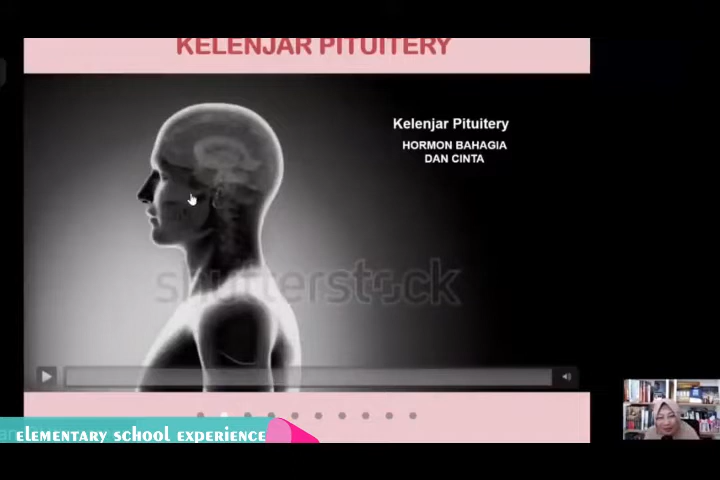 KELENJAR PITUITERY
Kelenjar Pituitery
HORMON BAHAGIA
DAN CINTA
shutterstock
ELEMENTARY SCHOOL EXPERIENCE